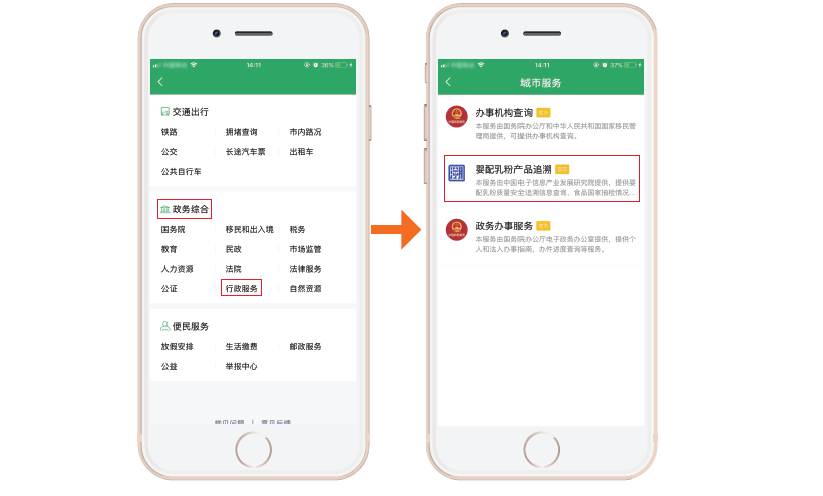 14:11
36%
交通出行
铁路 拥堵查询 市内路况
公交 长途汽车票 出租车
公共自行车
政务综合
国务院 移民和出入境 税务
教育 民政 市场监管
人力资源 法院 法律服务
公证 行政服务 自然资源
便民服务
放假安排 生活缴费 邮政服务
公益 举报中心
14:11
37%
城市服务
办事机构查询
本服务由国务院办公厅和中华人民共和国国家移民管
理局提供，可提供办事机构查询。
婴配乳粉产品追溯
本服务由中国电子信息产业发展研究院提供，提供婴
配乳粉质量安全追溯信息查询、食品国家抽检情况...
政务办事服务
本服务由国务院办公厅电子政务办公室提供，提供个
人和法人办事指南，办件进度查询等服务。